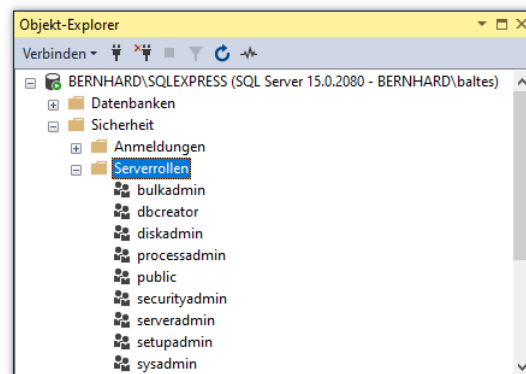 Objekt-Explorer
Verbinden
BERNHARD\SQLEXPRESS (SQL Server 15.0.2080 - BERNHARD\baltes)
Datenbanken
Sicherheit
Anmeldungen
Serverrollen
bulkadmin
dbcreator
diskadmin
processadmin
public
securityadmin
serveradmin
setupadmin
sysadmin